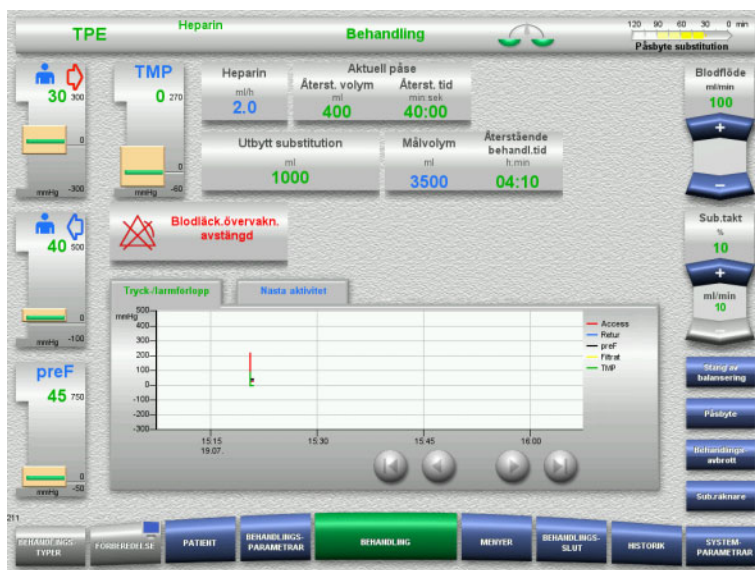 TPE
Heparin
Behandling
120 90 60 30 0 min
Påsbyte substitution
30 300
0
mmHg -300
TMP
0 270
0
mmHg -60
Heparin
ml/h
2.0
Aktuell påse
Återst. volym Återst. tid
ml min:sek
400 40:00
Utbytt substitution
ml
1000
Målvolym
ml
3500
Återstående
behandl.tid
h:min
04:10
Blodflöde
ml/min
100
+
−
40 500
0
mmHg -100
Blodläck.övervakn.
avstängd
Sub.takt
%
10
+
ml/min
10
−
preF
45 750
0
mmHg -50
Tryck-/larmförlopp
Nasta aktivitet
mmHg
500
400
300
200
100
0
-100
-200
-300
15:15 15:30 15:45 16:00
19.07.
Access
Retur
preF
Filtrat
TMP
Stäng av
balansering
Påsbyte
Behandlings-
avbrott
Sub.räknare
211
BEHANDLINGS-
TYPER
FÖRBEREDELSE
PATIENT
BEHANDLINGS-
PARAMETRAR
BEHANDLING
MENYER
BEHANDLINGS-
SLUT
HISTORIK
SYSTEM-
PARAMETRAR